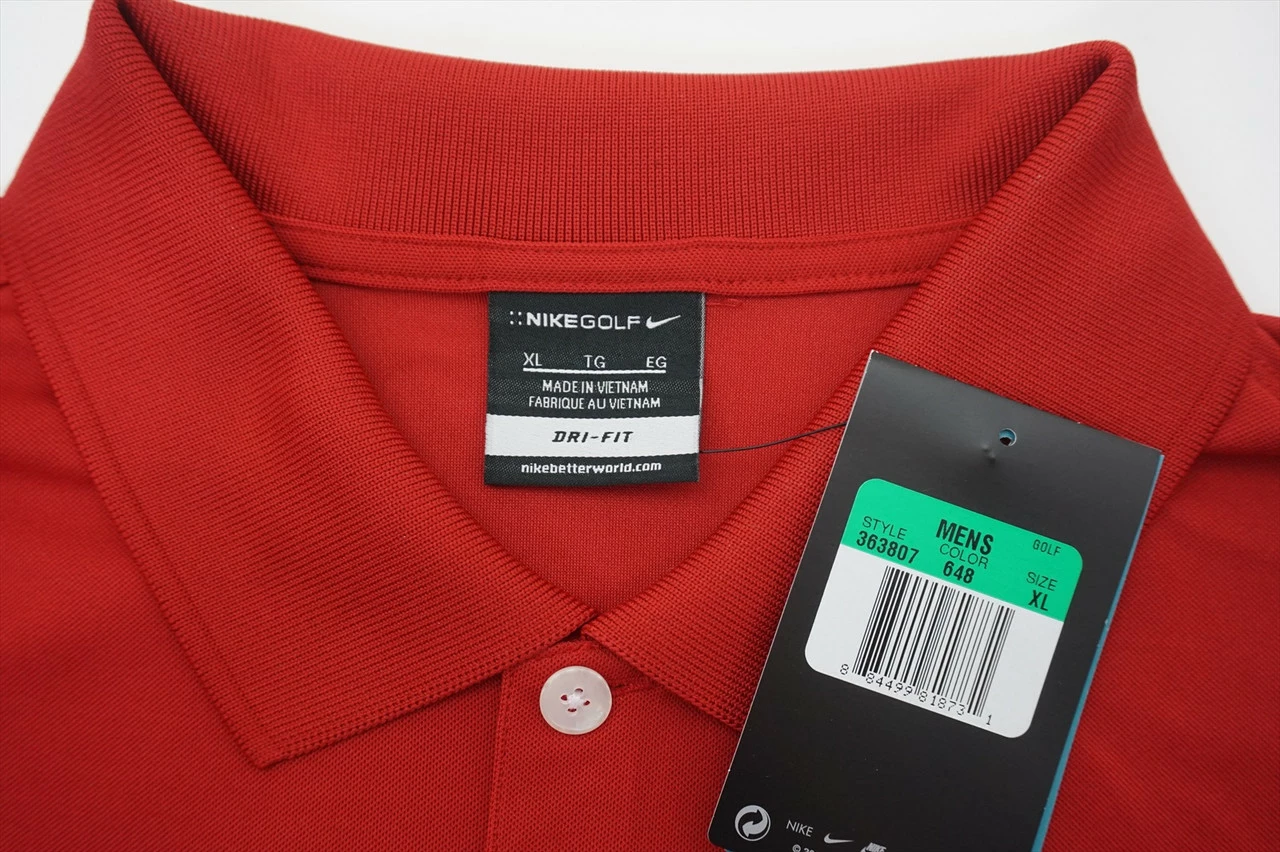 NIKEGOLF
XL TG EG
MADE IN VIETNAM
FABRIQUE AU VIETNAM
DRI-FIT
nikebetterworld.com
MENS GOLF
STYLE COLOR SIZE
363807 648 XL
8 84499 81873 1
NIKE
©